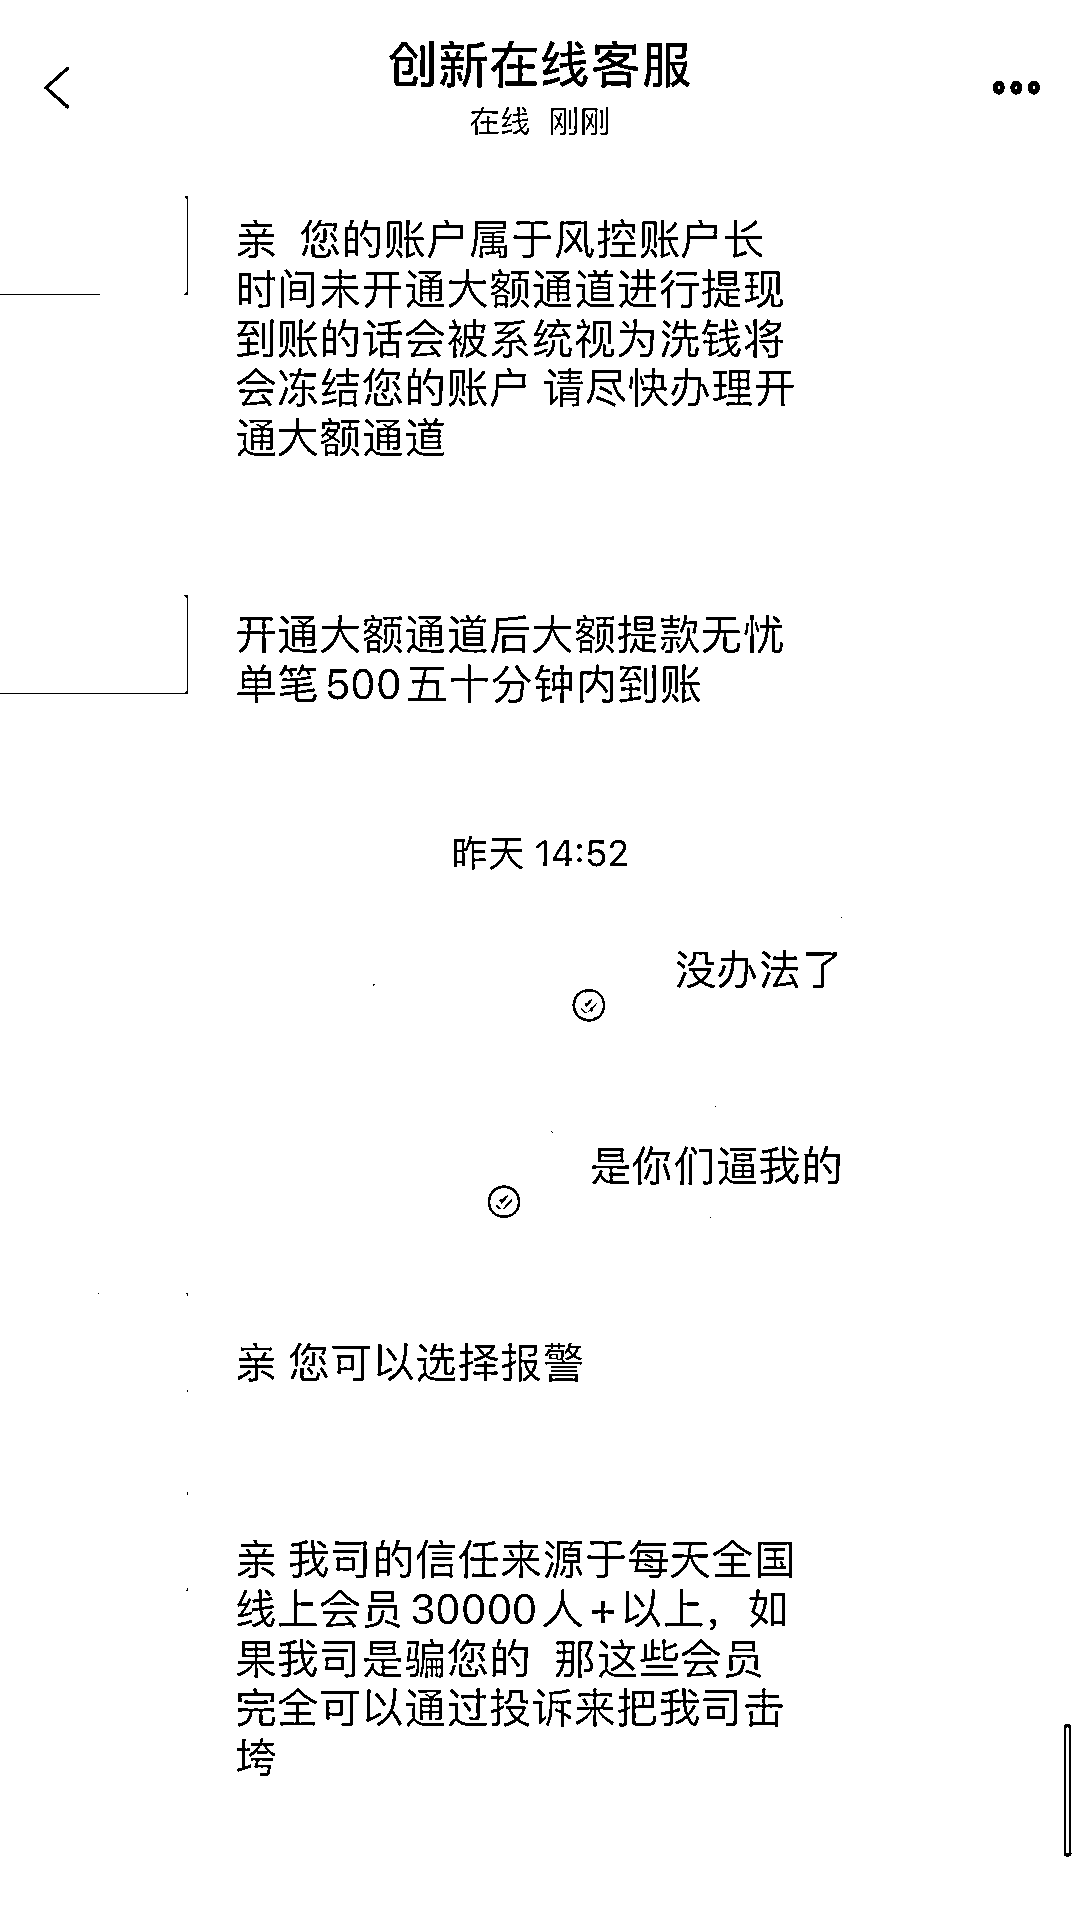 创新在线客服
在线 刚刚
亲 您的账户属于风控账户长
时间未开通大额通道进行提现
到账的话会被系统视为洗钱将
会冻结您的账户 请尽快办理开
通大额通道
开通大额通道后大额提款无忧
单笔500五十分钟内到账
昨天 14:52
没办法了
是你们逼我的
亲 您可以选择报警
亲 我司的信任来源于每天全国
线上会员30000人+以上，如
果我司是骗您的 那这些会员
完全可以通过投诉来把我司击
垮